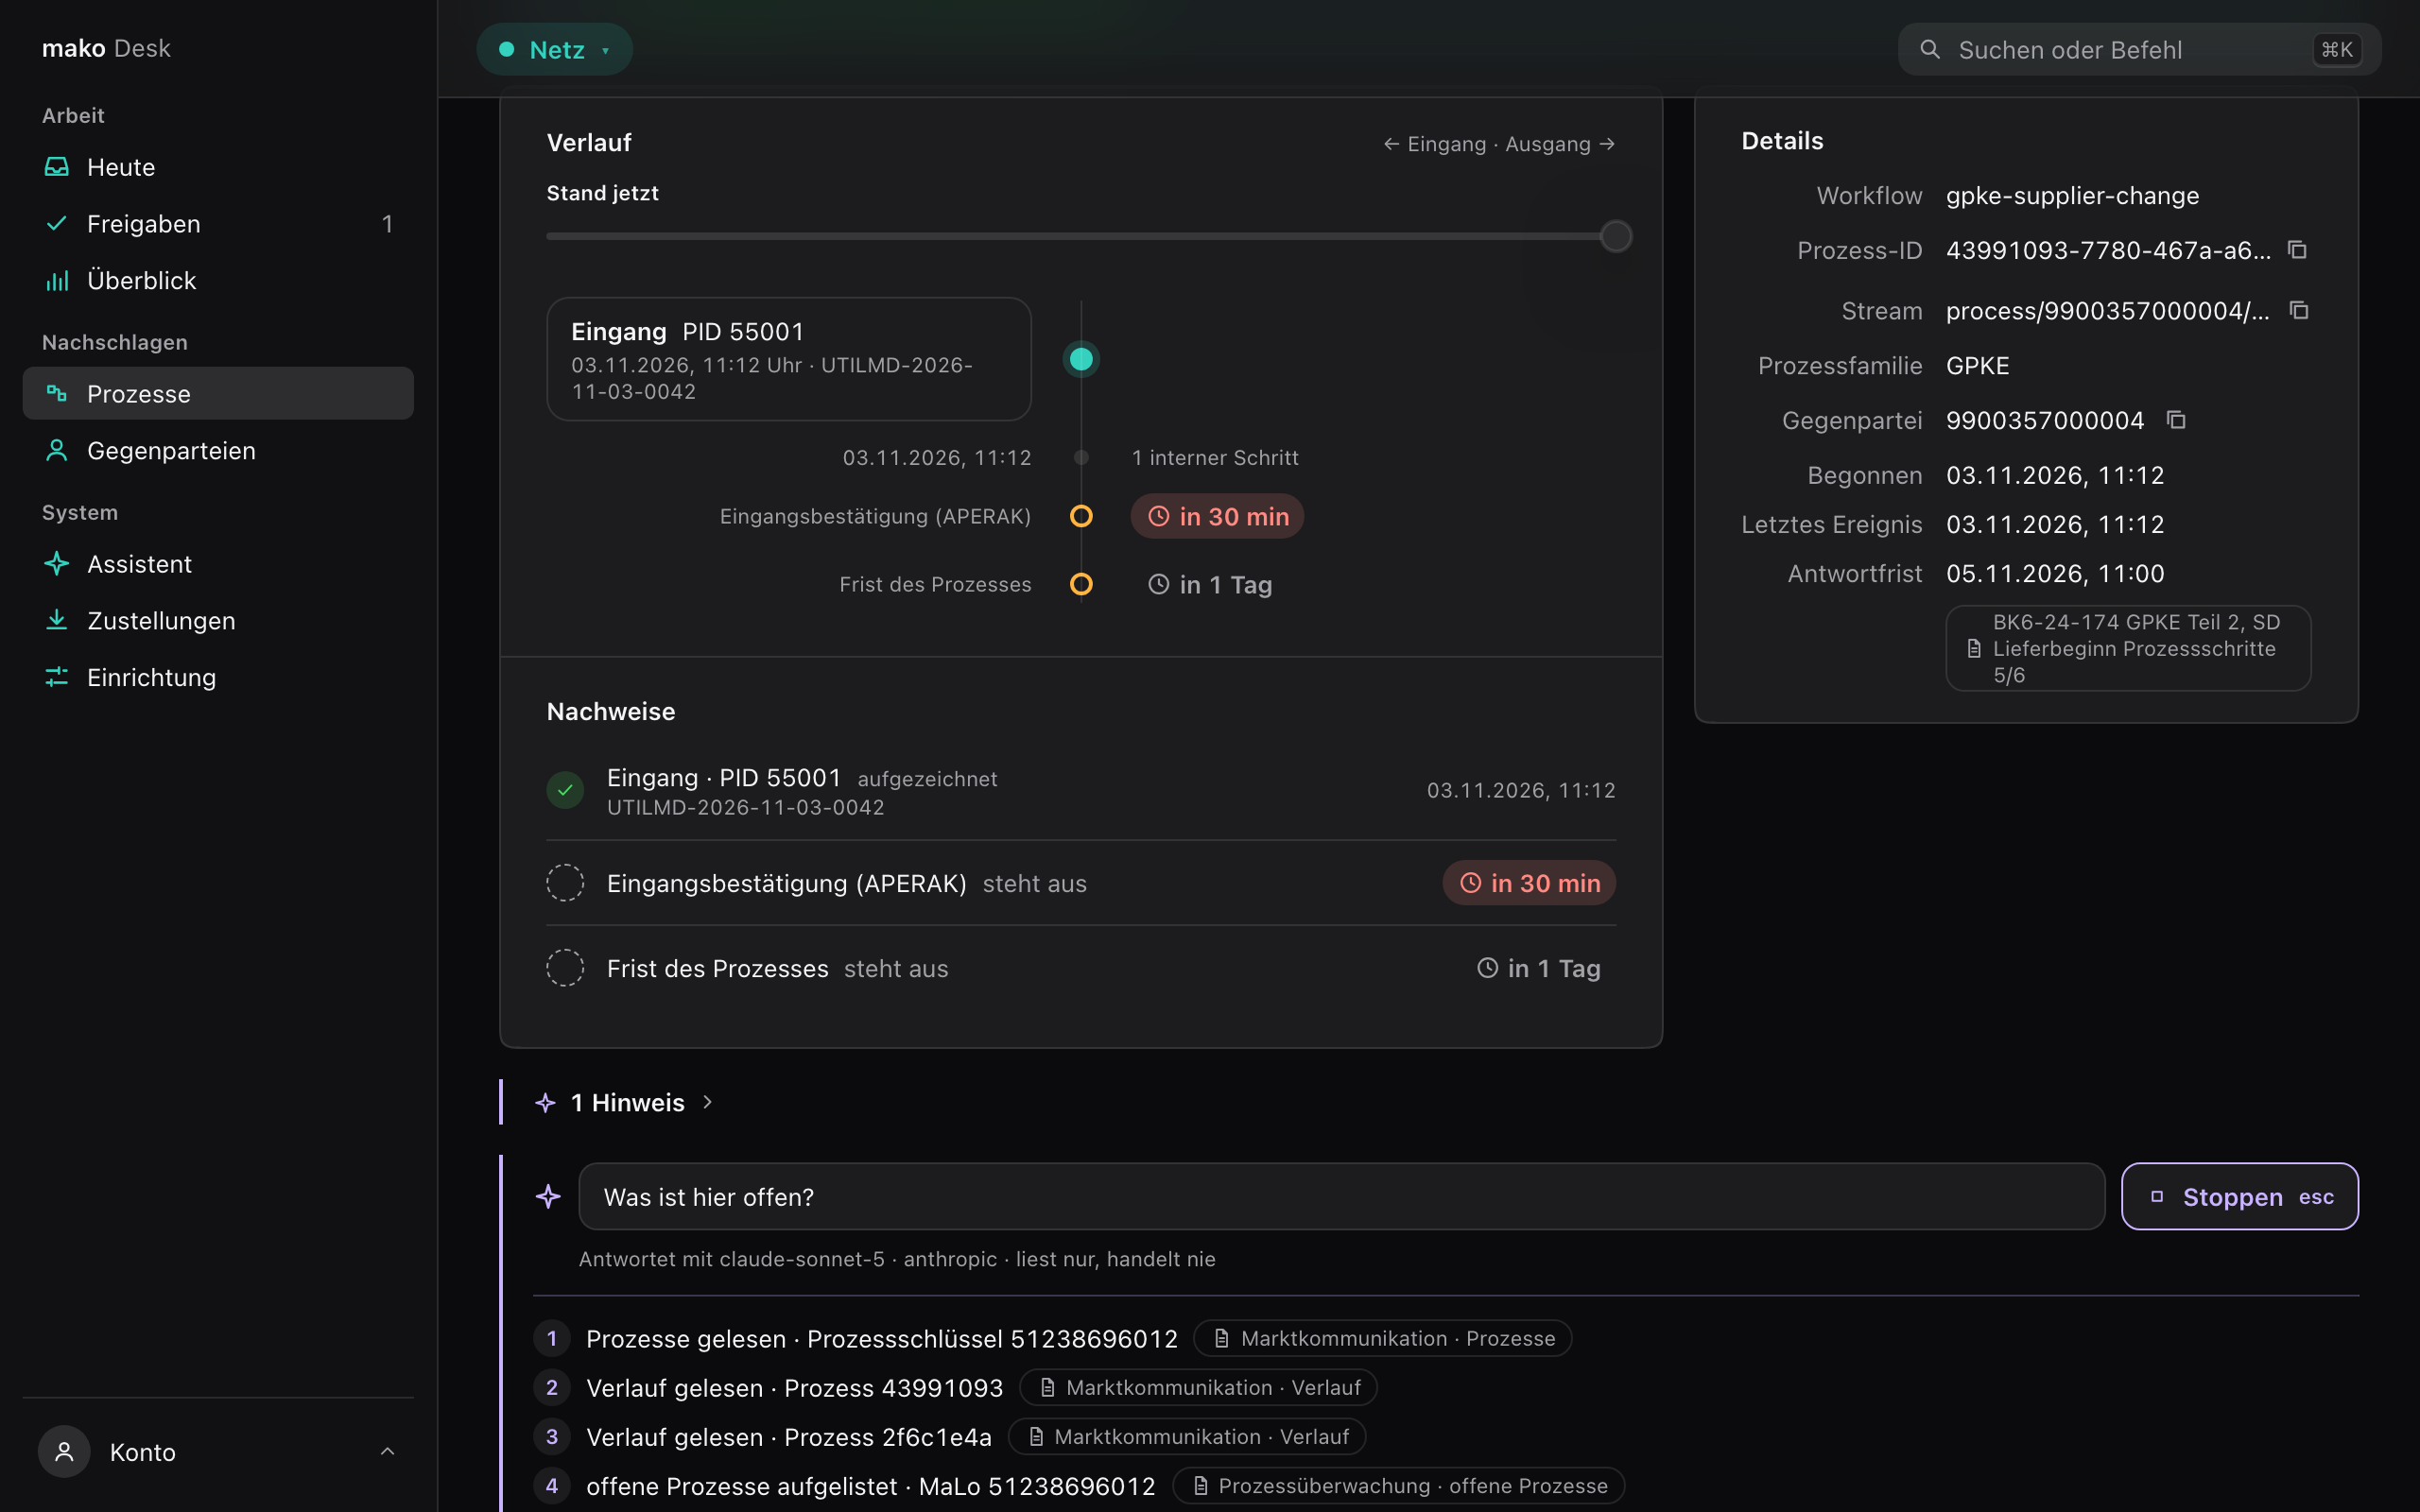 mako Desk
Arbeit
Heute
Freigaben 1
Überblick
Nachschlagen
Prozesse
Gegenparteien
System
Assistent
Zustellungen
Einrichtung
Konto
Netz
Suchen oder Befehl ⌘K
Verlauf ← Eingang · Ausgang →
Stand jetzt
Eingang PID 55001
03.11.2026, 11:12 Uhr · UTILMD-2026-
11-03-0042
03.11.2026, 11:12 1 interner Schritt
Eingangsbestätigung (APERAK) in 30 min
Frist des Prozesses in 1 Tag
Nachweise
Eingang · PID 55001 aufgezeichnet 03.11.2026, 11:12
UTILMD-2026-11-03-0042
Eingangsbestätigung (APERAK) steht aus in 30 min
Frist des Prozesses steht aus in 1 Tag
Details
Workflow gpke-supplier-change
Prozess-ID 43991093-7780-467a-a6…
Stream process/9900357000004/…
Prozessfamilie GPKE
Gegenpartei 9900357000004
Begonnen 03.11.2026, 11:12
Letztes Ereignis 03.11.2026, 11:12
Antwortfrist 05.11.2026, 11:00
BK6-24-174 GPKE Teil 2, SD
Lieferbeginn Prozessschritte
5/6
1 Hinweis
Was ist hier offen? Stoppen esc
Antwortet mit claude-sonnet-5 · anthropic · liest nur, handelt nie
1 Prozesse gelesen · Prozessschlüssel 51238696012 Marktkommunikation · Prozesse
2 Verlauf gelesen · Prozess 43991093 Marktkommunikation · Verlauf
3 Verlauf gelesen · Prozess 2f6c1e4a Marktkommunikation · Verlauf
4 offene Prozesse aufgelistet · MaLo 51238696012 Prozessüberwachung · offene Prozesse